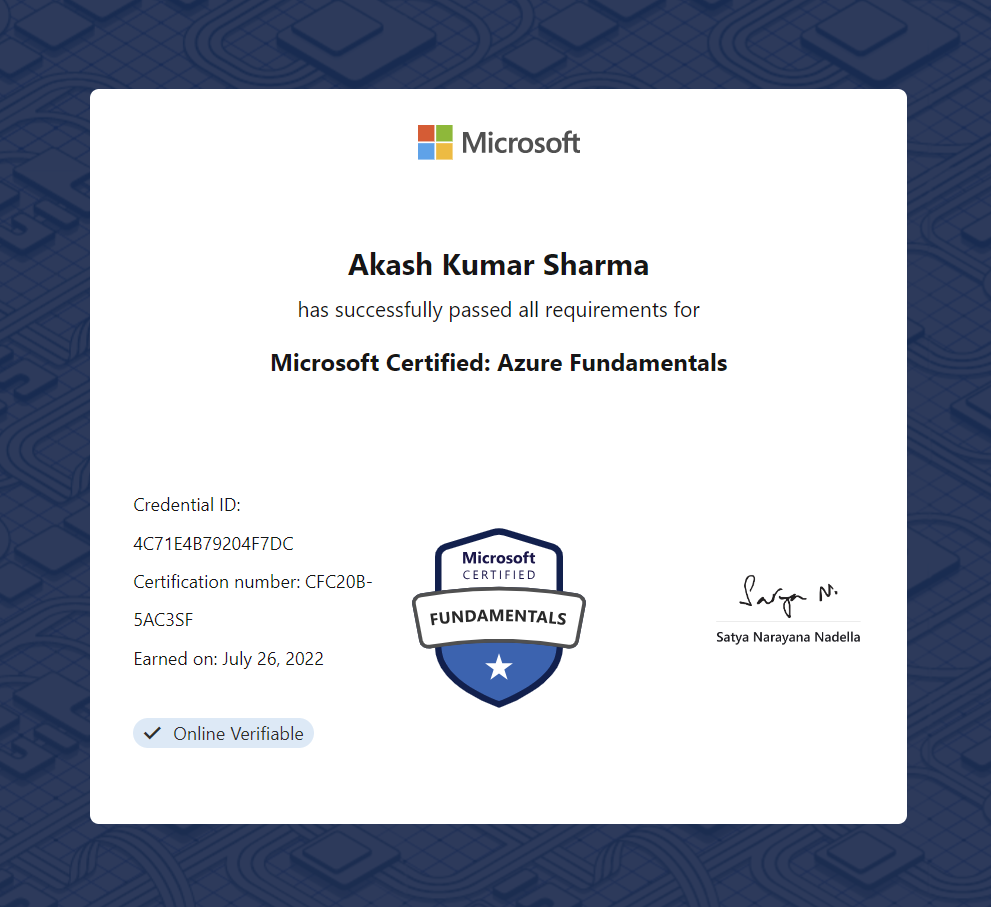 Microsoft
Akash Kumar Sharma
has successfully passed all requirements for
Microsoft Certified: Azure Fundamentals
Credential ID:
4C71E4B79204F7DC
Certification number: CFC20B-
5AC3SF
Earned on: July 26, 2022
Online Verifiable
Microsoft
CERTIFIED
FUNDAMENTALS
Satya N.
Satya Narayana Nadella